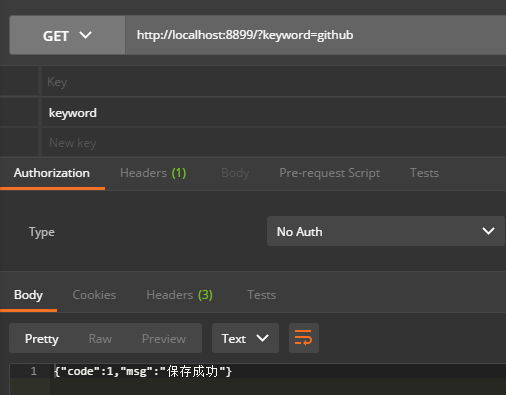 GET http://localhost:8899/?keyword=github
Key
keyword
New key
Authorization Headers (1) Body Pre-request Script Tests
Type No Auth
Body Cookies Headers (3) Tests
Pretty Raw Preview Text
1 {"code":1,"msg":"保存成功"}